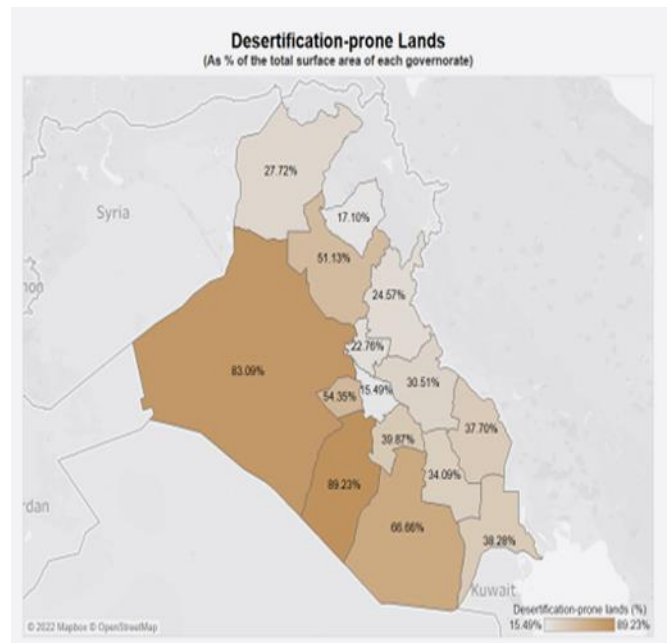 Desertification-prone Lands
(As % of the total surface area of each governorate)
27.72%
Syria
17.10%
51.13%
24.57%
22.76%
83.09%
15.49%
30.51%
54.35%
37.70%
39.87%
34.09%
89.23%
66.66%
38.28%
Kuwait
Desertification-prone lands (%)
15.49% 89.23%
© 2022 Mapbox © OpenStreetMap